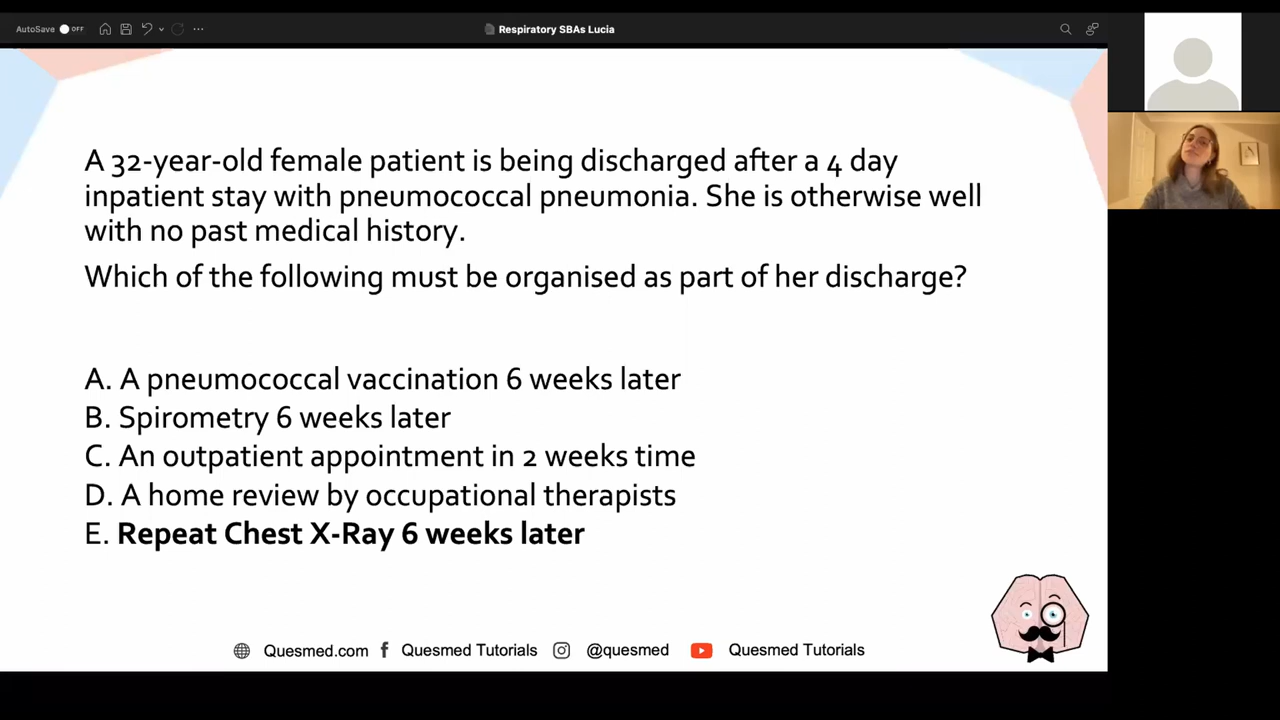 AutoSave OFF
Respiratory SBAs Lucia
A 32-year-old female patient is being discharged after a 4 day
inpatient stay with pneumococcal pneumonia. She is otherwise well
with no past medical history.
Which of the following must be organised as part of her discharge?
A. A pneumococcal vaccination 6 weeks later
B. Spirometry 6 weeks later
C. An outpatient appointment in 2 weeks time
D. A home review by occupational therapists
E. Repeat Chest X-Ray 6 weeks later
Quesmed.com Quesmed Tutorials @quesmed Quesmed Tutorials